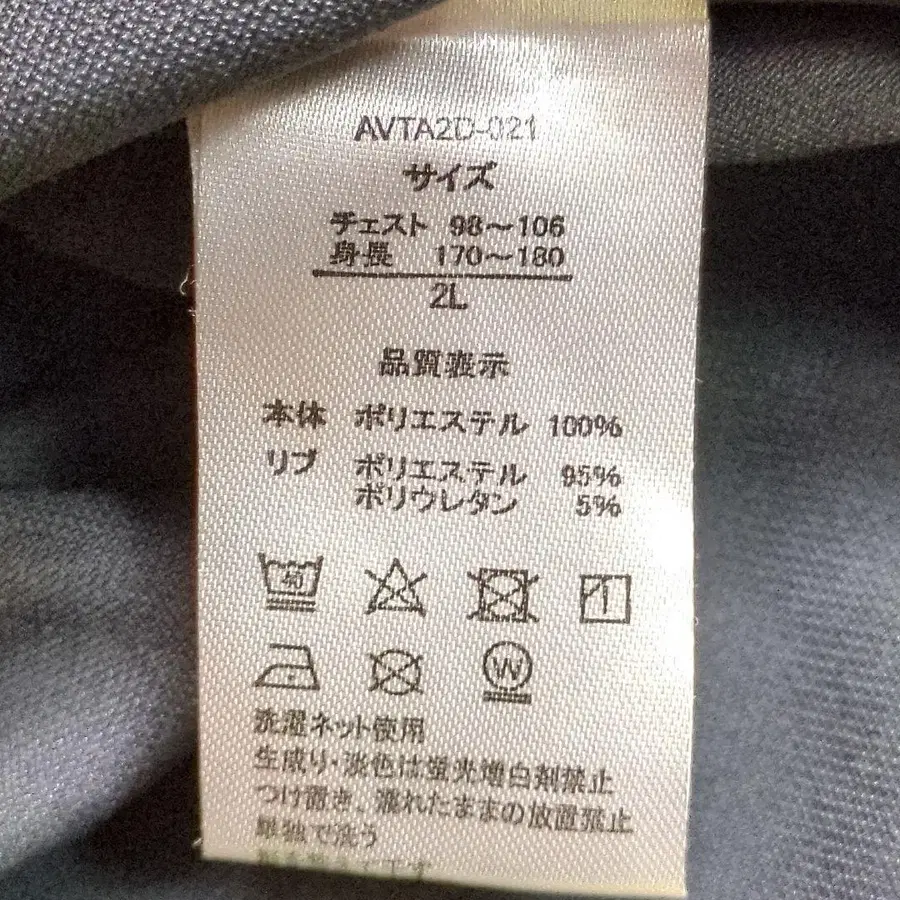 AVTA2D-021
サイズ
チェスト 98〜106
身長 170〜180
2L
品質表示
本体 ポリエステル 100%
リブ ポリエステル 95%
ポリウレタン 5%
40
W
洗濯ネット使用
生成り・淡色は蛍光増白剤禁止
つけ置き、濡れたままの放置禁止
単独で洗う